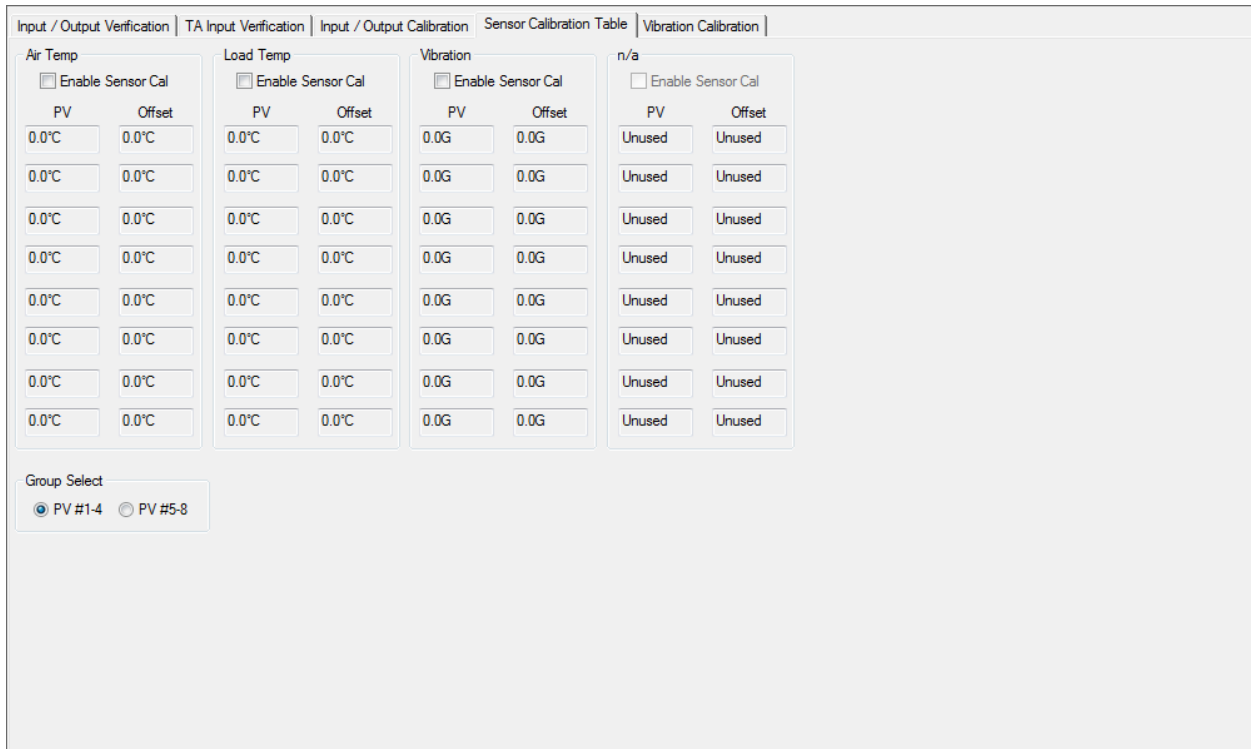 Input / Output Verification TA Input Verification Input / Output Calibration Sensor Calibration Table Vibration Calibration
Air Temp Load Temp Vibration n/a
Enable Sensor Cal Enable Sensor Cal Enable Sensor Cal Enable Sensor Cal
PV Offset PV Offset PV Offset PV Offset
0.0°C 0.0°C 0.0°C 0.0°C 0.0G 0.0G Unused Unused
0.0°C 0.0°C 0.0°C 0.0°C 0.0G 0.0G Unused Unused
0.0°C 0.0°C 0.0°C 0.0°C 0.0G 0.0G Unused Unused
0.0°C 0.0°C 0.0°C 0.0°C 0.0G 0.0G Unused Unused
0.0°C 0.0°C 0.0°C 0.0°C 0.0G 0.0G Unused Unused
0.0°C 0.0°C 0.0°C 0.0°C 0.0G 0.0G Unused Unused
0.0°C 0.0°C 0.0°C 0.0°C 0.0G 0.0G Unused Unused
0.0°C 0.0°C 0.0°C 0.0°C 0.0G 0.0G Unused Unused
Group Select
PV #1-4 PV #5-8